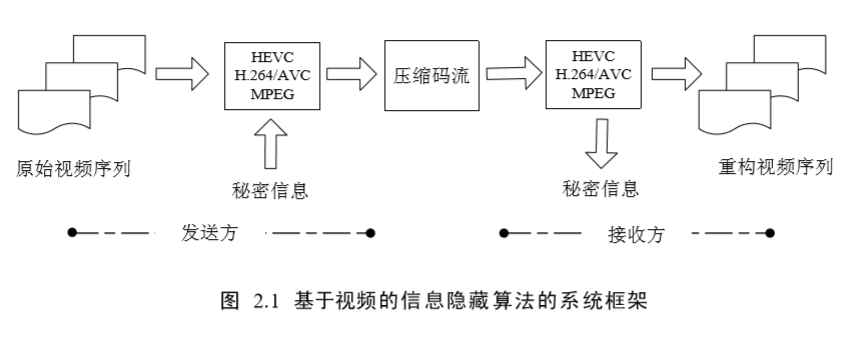 HEVC
H.264/AVC
MPEG
压缩码流
HEVC
H.264/AVC
MPEG
原始视频序列
秘密信息
秘密信息
重构视频序列
发送方
接收方
图 2.1 基于视频的信息隐藏算法的系统框架